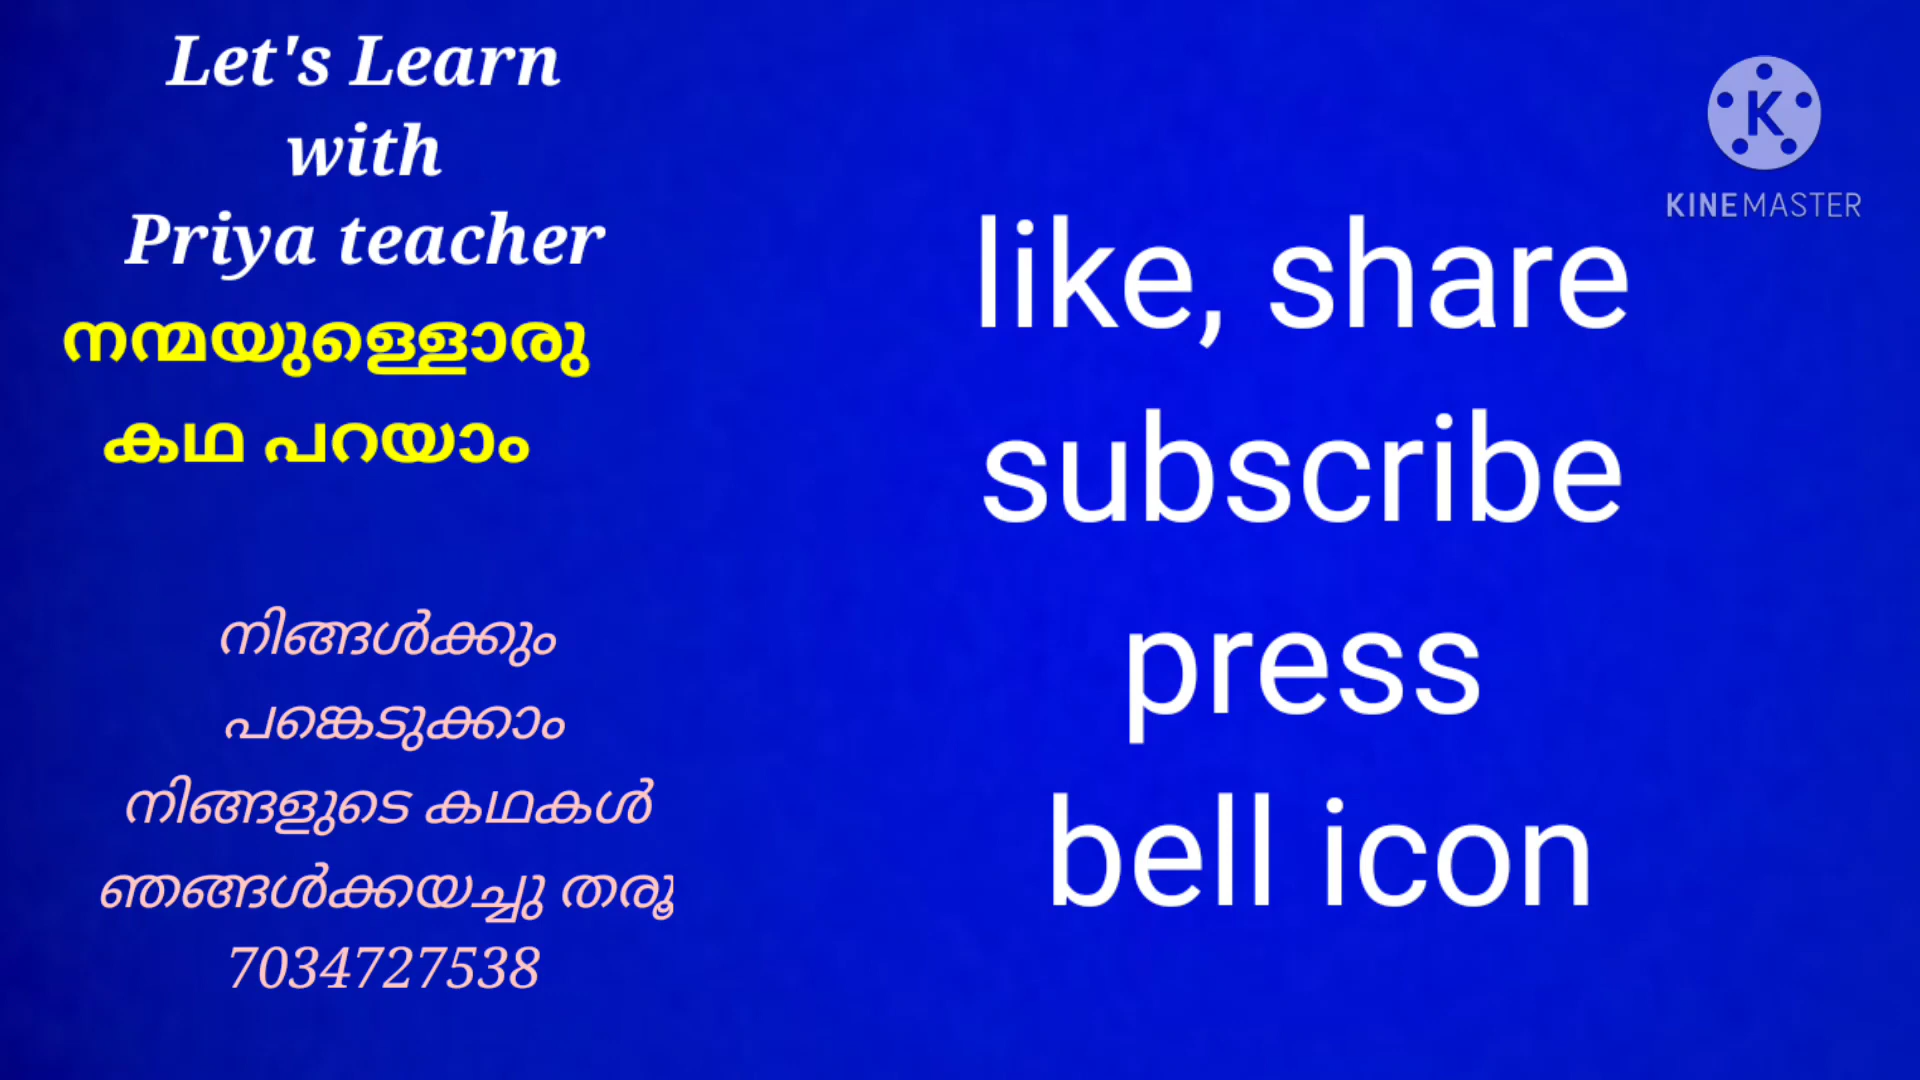 Let's Learn
with
Priya teacher
നന്മയുള്ളൊരു
കഥ പറയാം
നിങ്ങൾക്കും
പങ്കെടുക്കാം
നിങ്ങളുടെ കഥകൾ
ഞങ്ങൾക്കയച്ചു തരൂ
7034727538
like, share
subscribe
press
bell icon
K
KINEMASTER